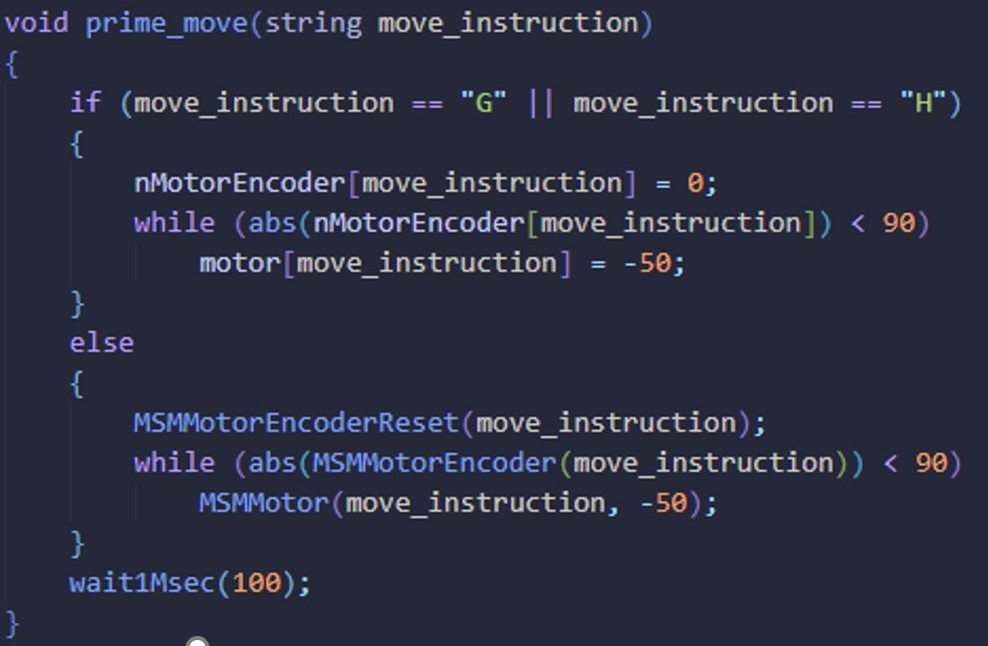 void prime_move(string move_instruction)
{
    if (move_instruction == "G" || move_instruction == "H")
    {
        nMotorEncoder[move_instruction] = 0;
        while (abs(nMotorEncoder[move_instruction]) < 90)
            motor[move_instruction] = -50;
    }
    else
    {
        MSMMotorEncoderReset(move_instruction);
        while (abs(MSMMotorEncoder(move_instruction)) < 90)
            MSMMotor(move_instruction, -50);
    }
    wait1Msec(100);
}